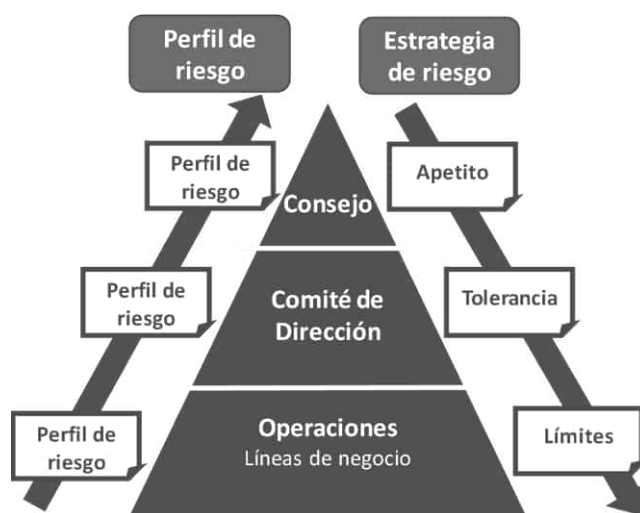 Perfil de
riesgo
Estrategia
de riesgo
Perfil de
riesgo
Consejo
Apetito
Perfil de
riesgo
Comité de
Dirección
Tolerancia
Perfil de
riesgo
Operaciones
Líneas de negocio
Límites